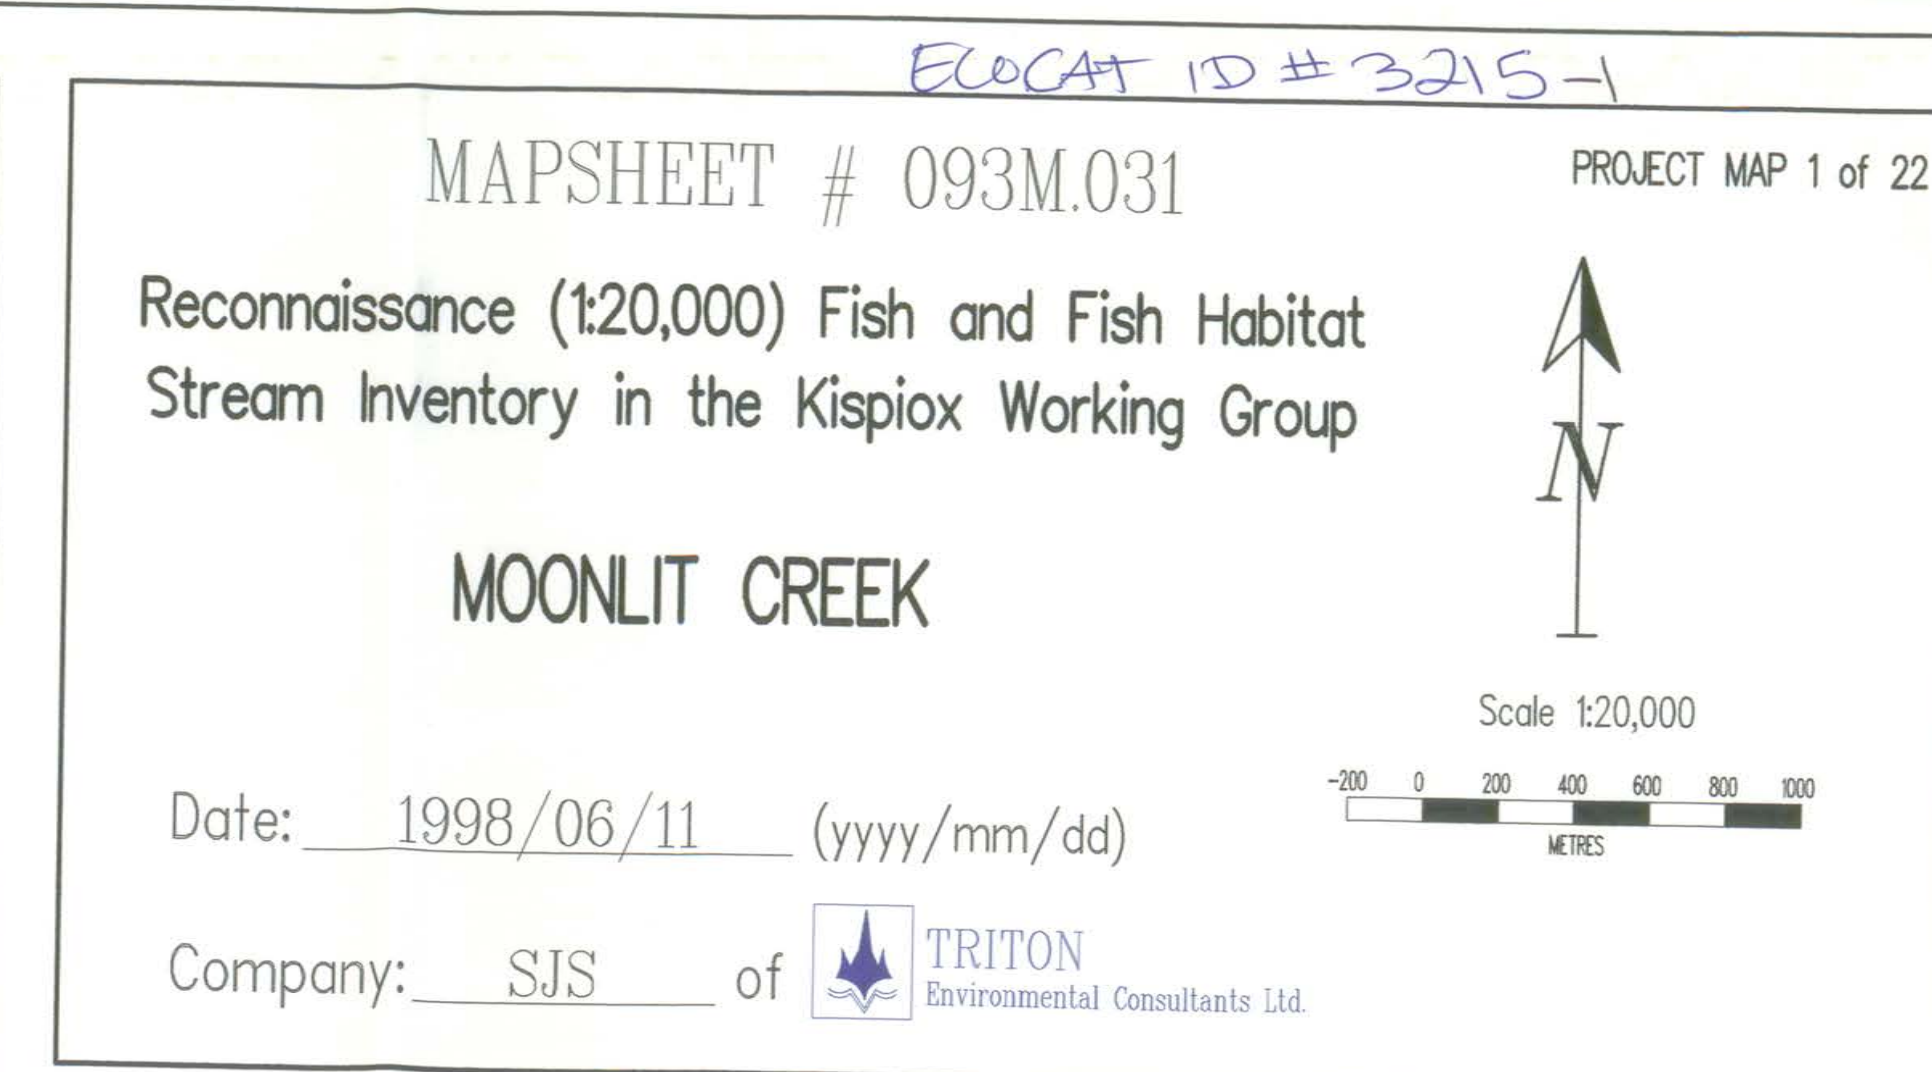 ECOCAT ID # 3215-1
MAPSHEET # 093M.031
PROJECT MAP 1 of 22
Reconnaissance (1:20,000) Fish and Fish Habitat
Stream Inventory in the Kispiox Working Group
N
MOONLIT CREEK
Scale 1:20,000
-200 0 200 400 600 800 1000
METRES
Date: 1998/06/11 (yyyy/mm/dd)
Company: SJS of TRITON
Environmental Consultants Ltd.